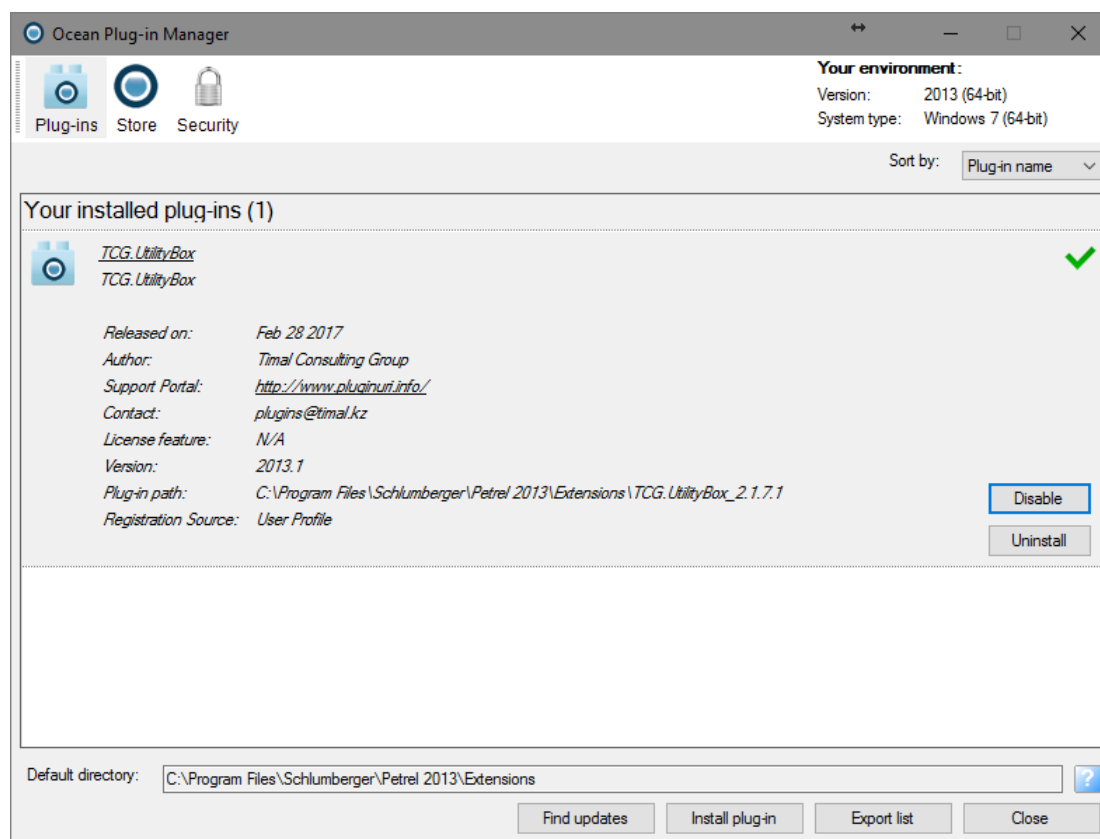 Ocean Plug-in Manager
Plug-ins Store Security
Your environment:
Version: 2013 (64-bit)
System type: Windows 7 (64-bit)
Sort by: Plug-in name
Your installed plug-ins (1)
TCG.UtilityBox
TCG.UtilityBox
Released on: Feb 28 2017
Author: Timal Consulting Group
Support Portal: http://www.pluginuri.info/
Contact: plugins@timal.kz
License feature: N/A
Version: 2013.1
Plug-in path: C:\Program Files\Schlumberger\Petrel 2013\Extensions\TCG.UtilityBox_2.1.7.1
Disable
Registration Source: User Profile
Uninstall
Default directory: C:\Program Files\Schlumberger\Petrel 2013\Extensions ?
Find updates Install plug-in Export list Close